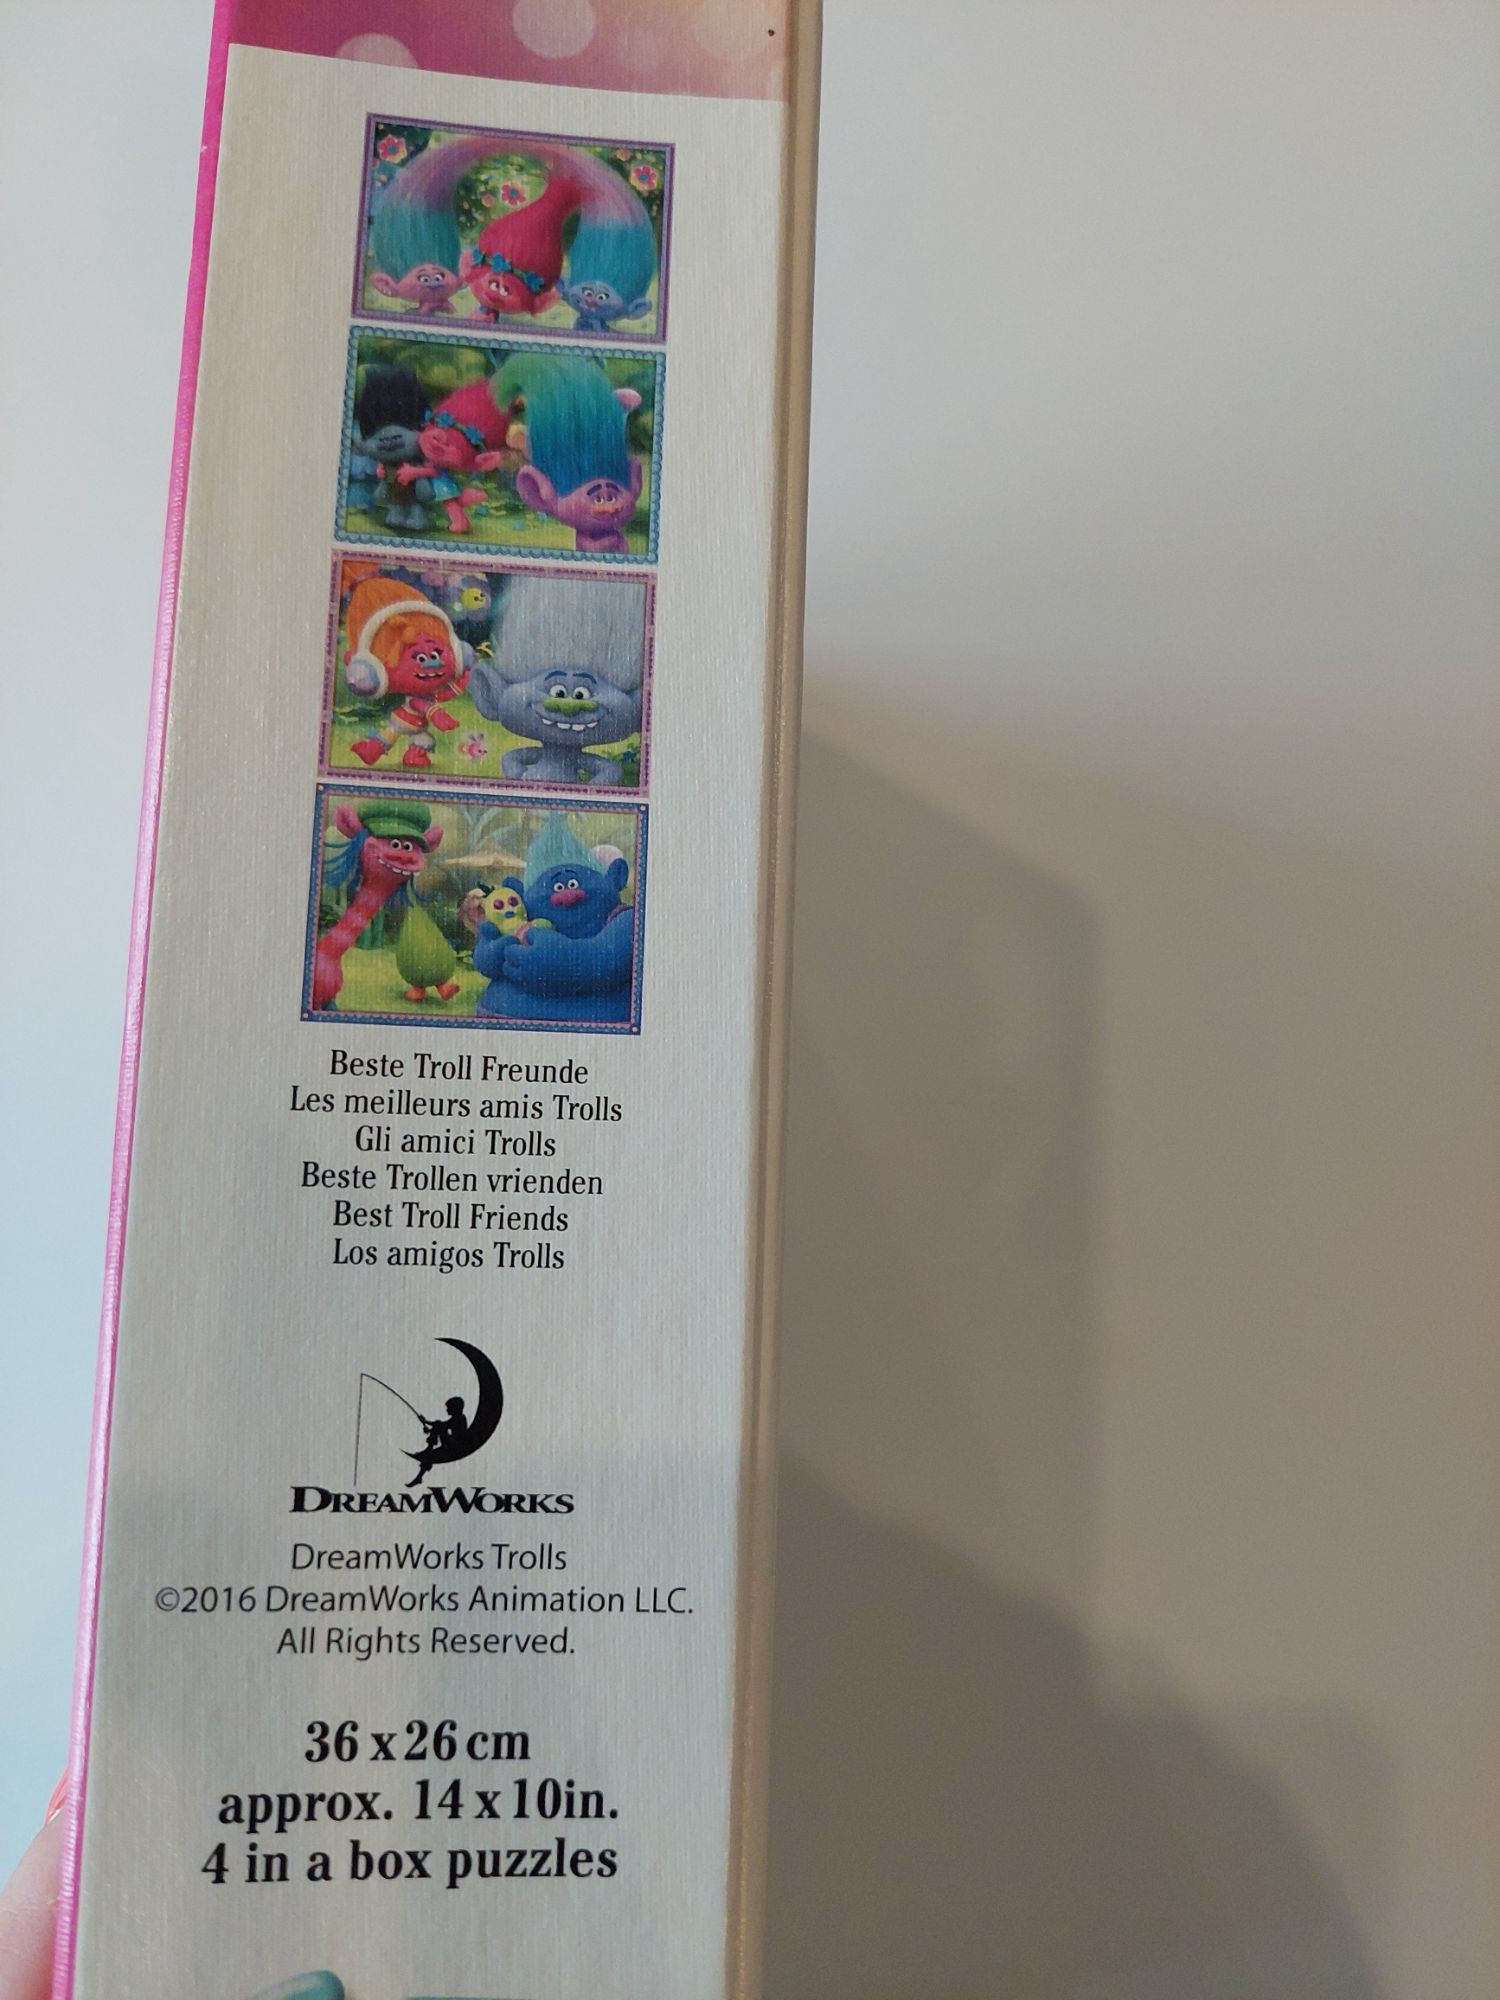 Beste Troll Freunde
Les meilleurs amis Trolls
Gli amici Trolls
Beste Trollen vrienden
Best Troll Friends
Los amigos Trolls
DREAMWORKS
DreamWorks Trolls
©2016 DreamWorks Animation LLC.
All Rights Reserved.
36 x 26 cm
approx. 14 x 10in.
4 in a box puzzles